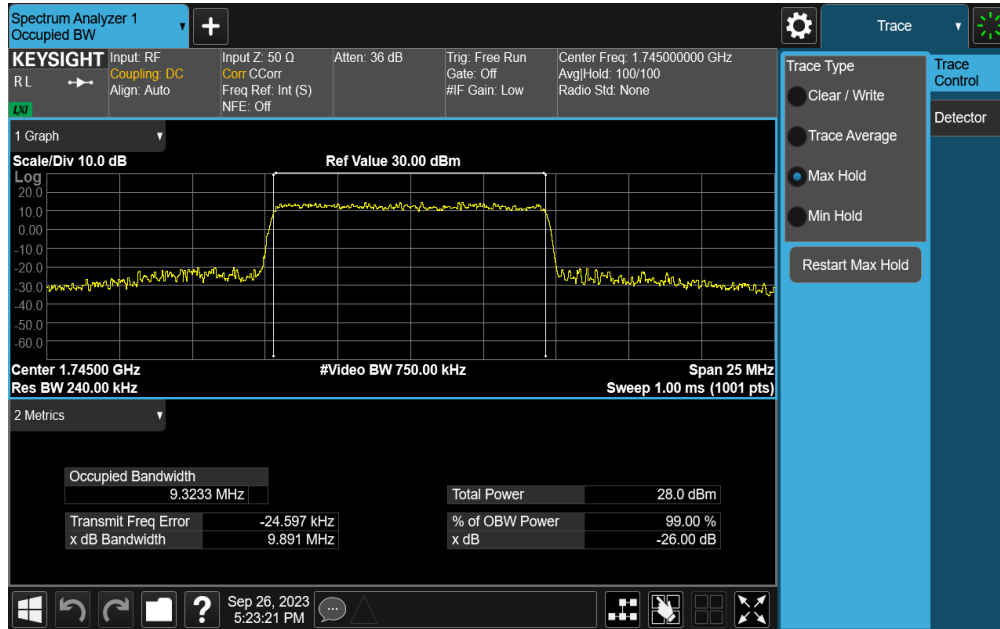 Spectrum Analyzer 1
Occupied BW
+
Trace
KEYSIGHT
RL
LXI
Input: RF
Coupling: DC
Align: Auto
Input Z: 50 Ω
Corr CCorr
Freq Ref: Int (S)
NFE: Off
Atten: 36 dB
Trig: Free Run
Gate: Off
#IF Gain: Low
Center Freq: 1.745000000 GHz
Avg|Hold: 100/100
Radio Std: None
Trace Type
Clear / Write
Trace Average
Max Hold
Min Hold
Restart Max Hold
Trace
Control
Detector
1 Graph
Scale/Div 10.0 dB
Ref Value 30.00 dBm
Log
20.0
10.0
0.00
-10.0
-20.0
-30.0
-40.0
-50.0
-60.0
Center 1.74500 GHz
#Video BW 750.00 kHz
Span 25 MHz
Res BW 240.00 kHz
Sweep 1.00 ms (1001 pts)
2 Metrics
Occupied Bandwidth
9.3233 MHz
Total Power 28.0 dBm
Transmit Freq Error -24.597 kHz
% of OBW Power 99.00 %
x dB Bandwidth 9.891 MHz
x dB -26.00 dB
?
Sep 26, 2023
5:23:21 PM